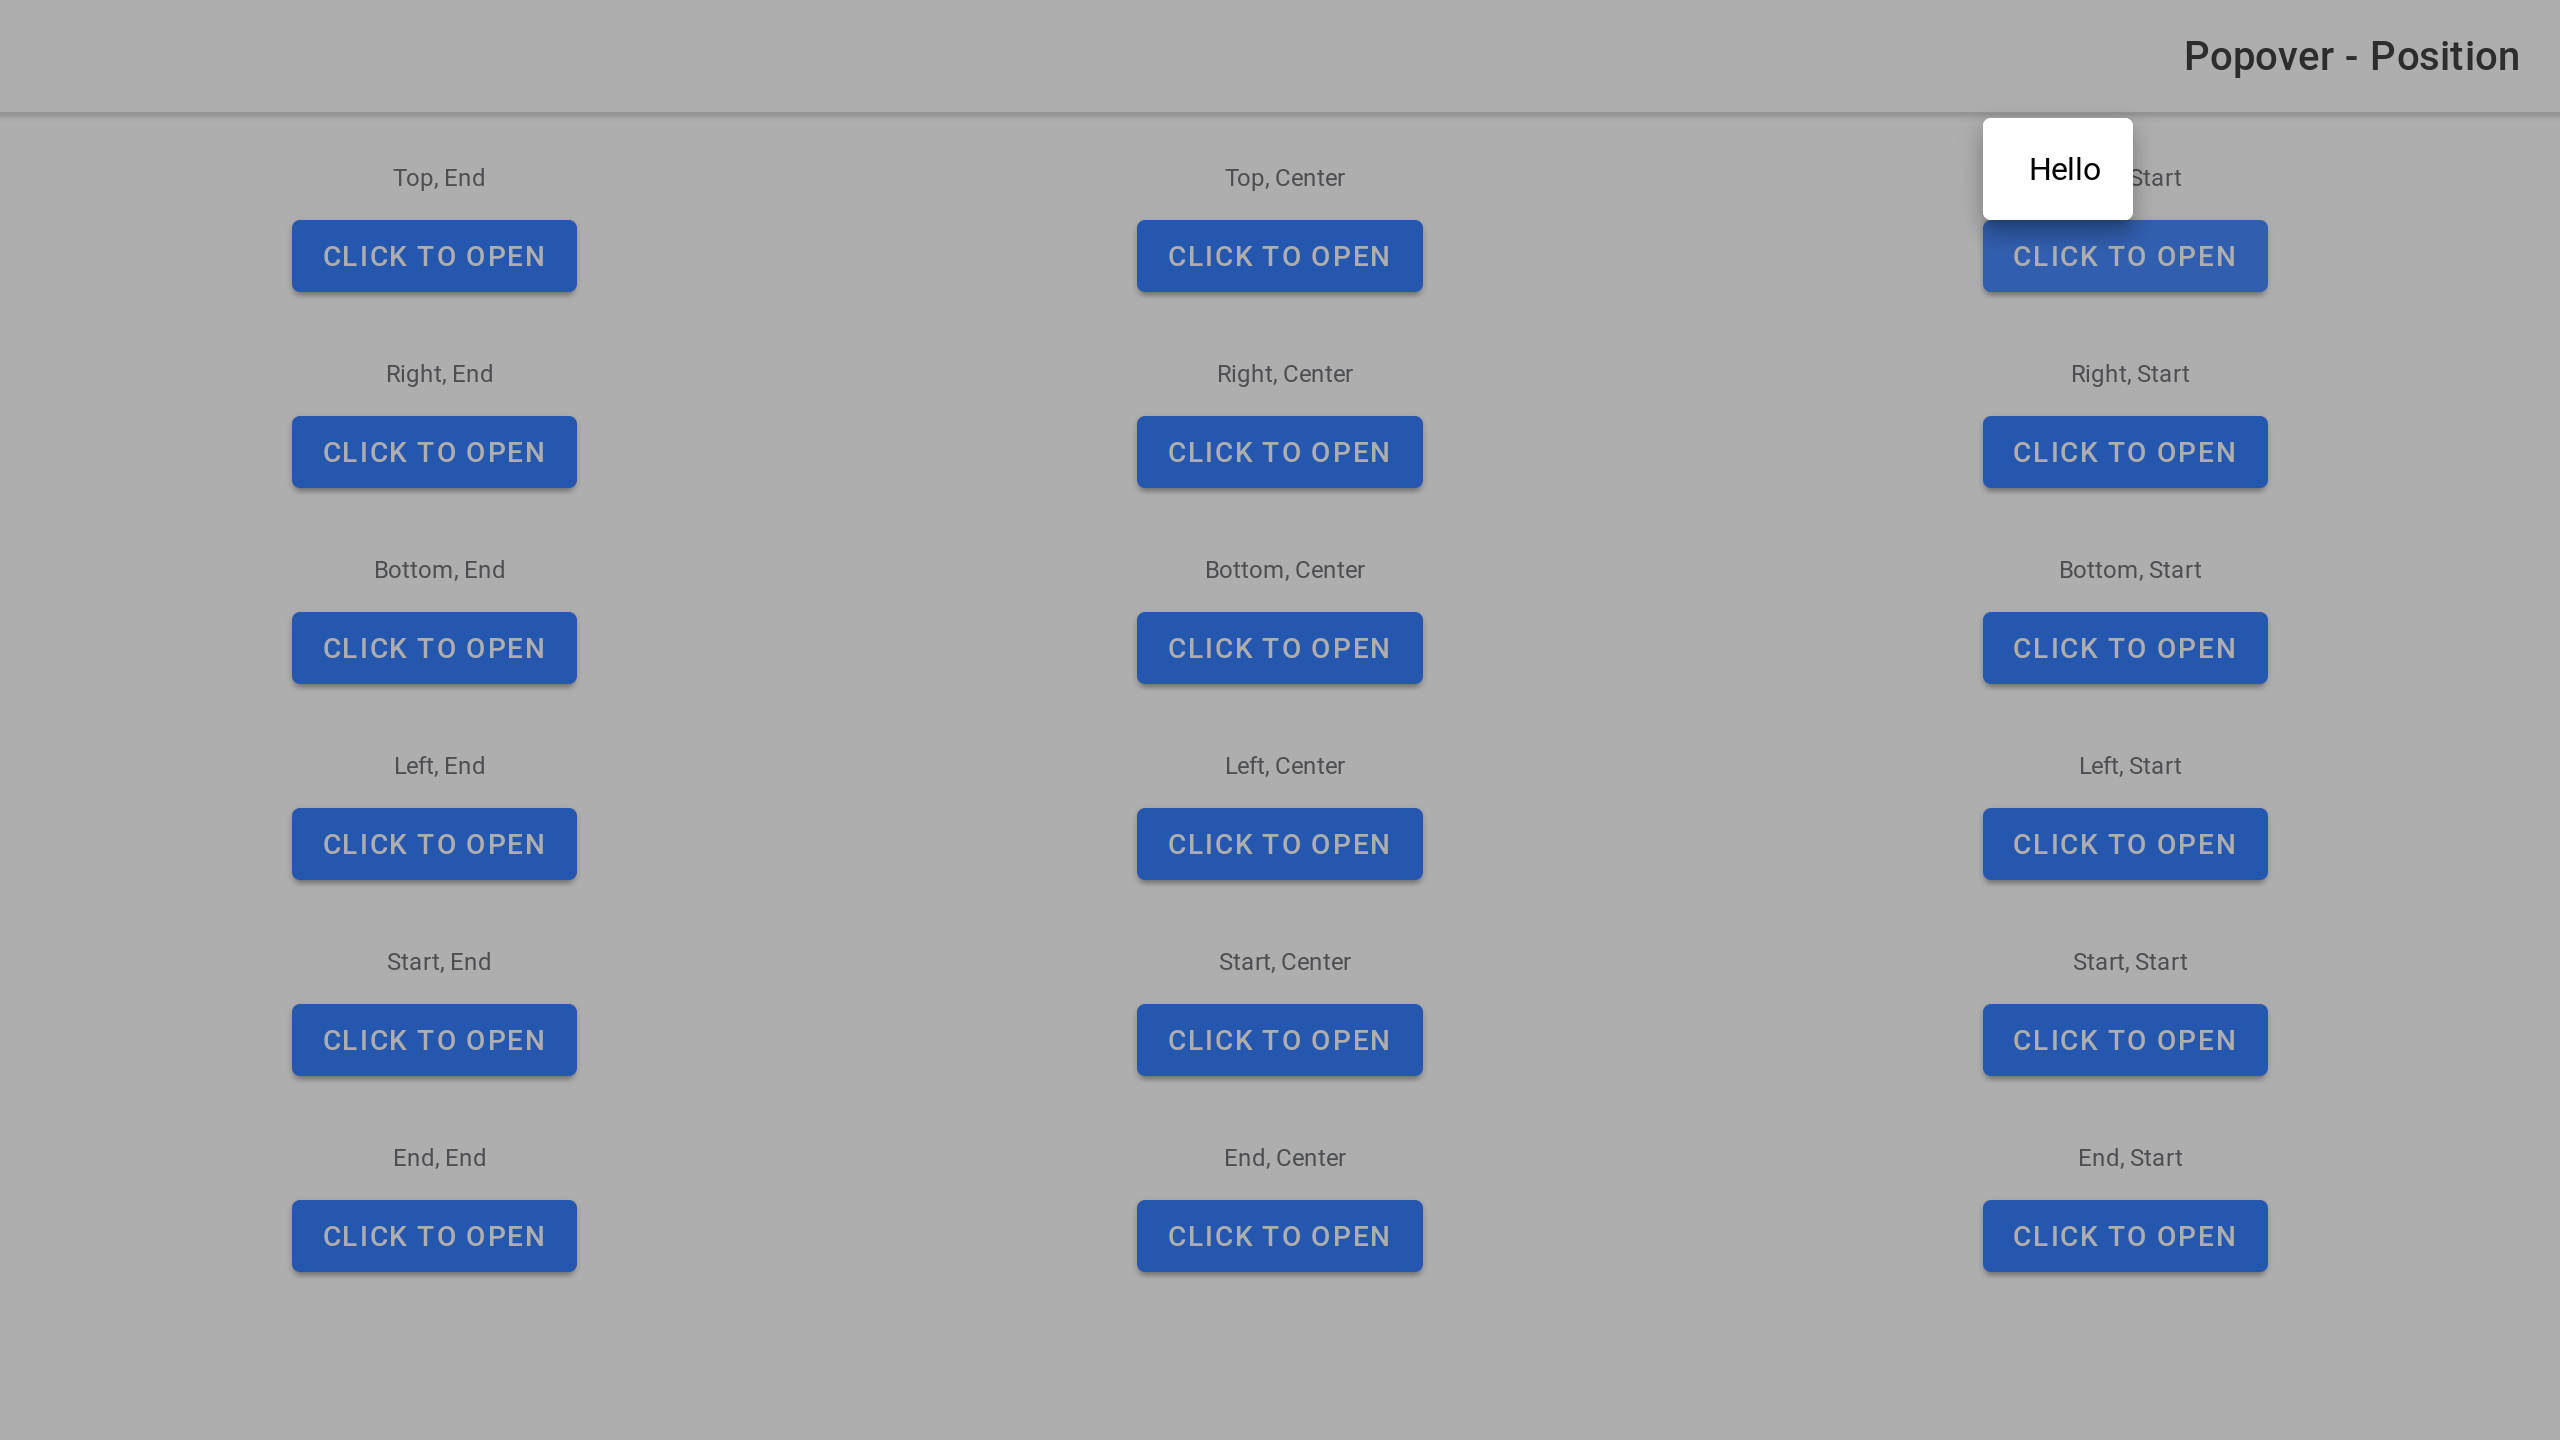 Popover - Position
Top, End
Top, Center
Hello
Start
CLICK TO OPEN
CLICK TO OPEN
CLICK TO OPEN
Right, End
Right, Center
Right, Start
CLICK TO OPEN
CLICK TO OPEN
CLICK TO OPEN
Bottom, End
Bottom, Center
Bottom, Start
CLICK TO OPEN
CLICK TO OPEN
CLICK TO OPEN
Left, End
Left, Center
Left, Start
CLICK TO OPEN
CLICK TO OPEN
CLICK TO OPEN
Start, End
Start, Center
Start, Start
CLICK TO OPEN
CLICK TO OPEN
CLICK TO OPEN
End, End
End, Center
End, Start
CLICK TO OPEN
CLICK TO OPEN
CLICK TO OPEN